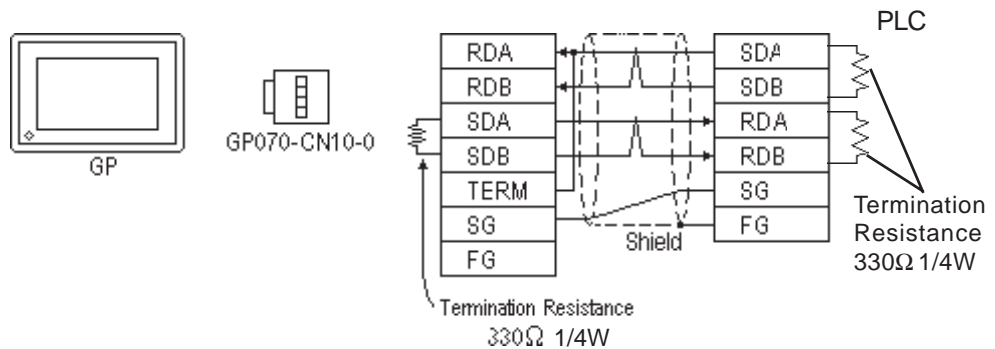 PLC
GP
GP070-CN10-0
RDA
RDB
SDA
SDB
TERM
SG
FG
Shield
SDA
SDB
RDA
RDB
SG
FG
Termination
Resistance
330Ω 1/4W
Termination Resistance
330Ω 1/4W